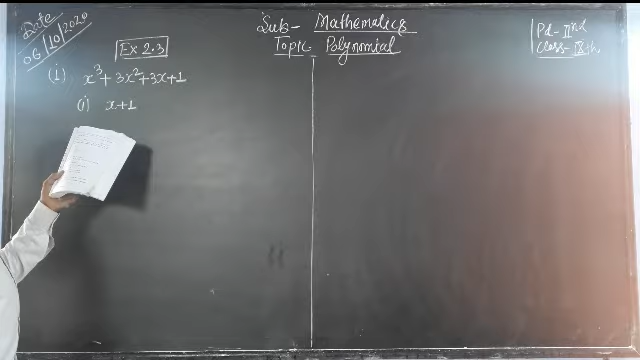 Date
06/10/2020
Sub- Mathematics
Topic Polynomial
Pd- IInd
Class- IXth.
Ex 2.3
(1) x³+3x²+3x+1
(i) x+1